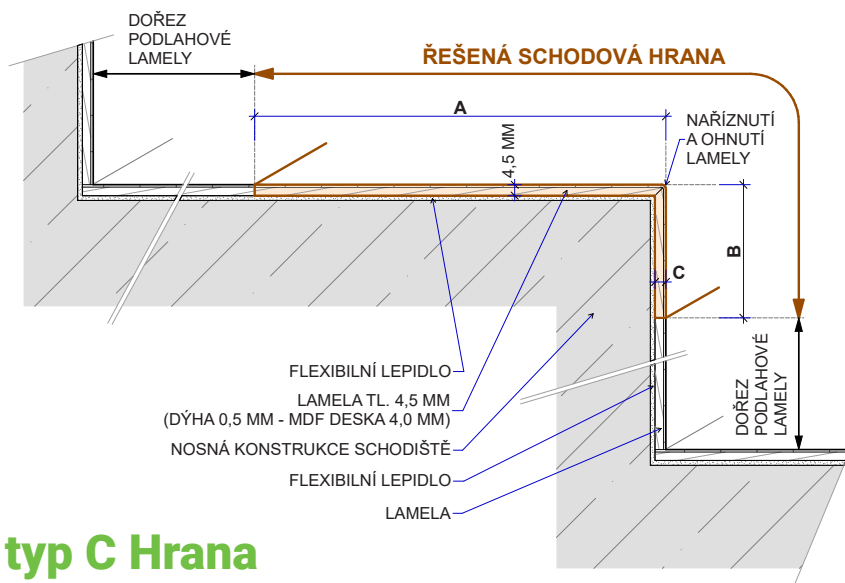 DOŘEZ
PODLAHOVÉ
LAMELY
ŘEŠENÁ SCHODOVÁ HRANA
A
NAŘÍZNUTÍ
A OHNUTÍ
LAMELY
4,5 MM
B
C
FLEXIBILNÍ LEPIDLO
LAMELA TL. 4,5 MM
(DÝHA 0,5 MM - MDF DESKA 4,0 MM)
NOSNÁ KONSTRUKCE SCHODIŠTĚ
FLEXIBILNÍ LEPIDLO
LAMELA
DOŘEZ
PODLAHOVÉ
LAMELY
typ C Hrana